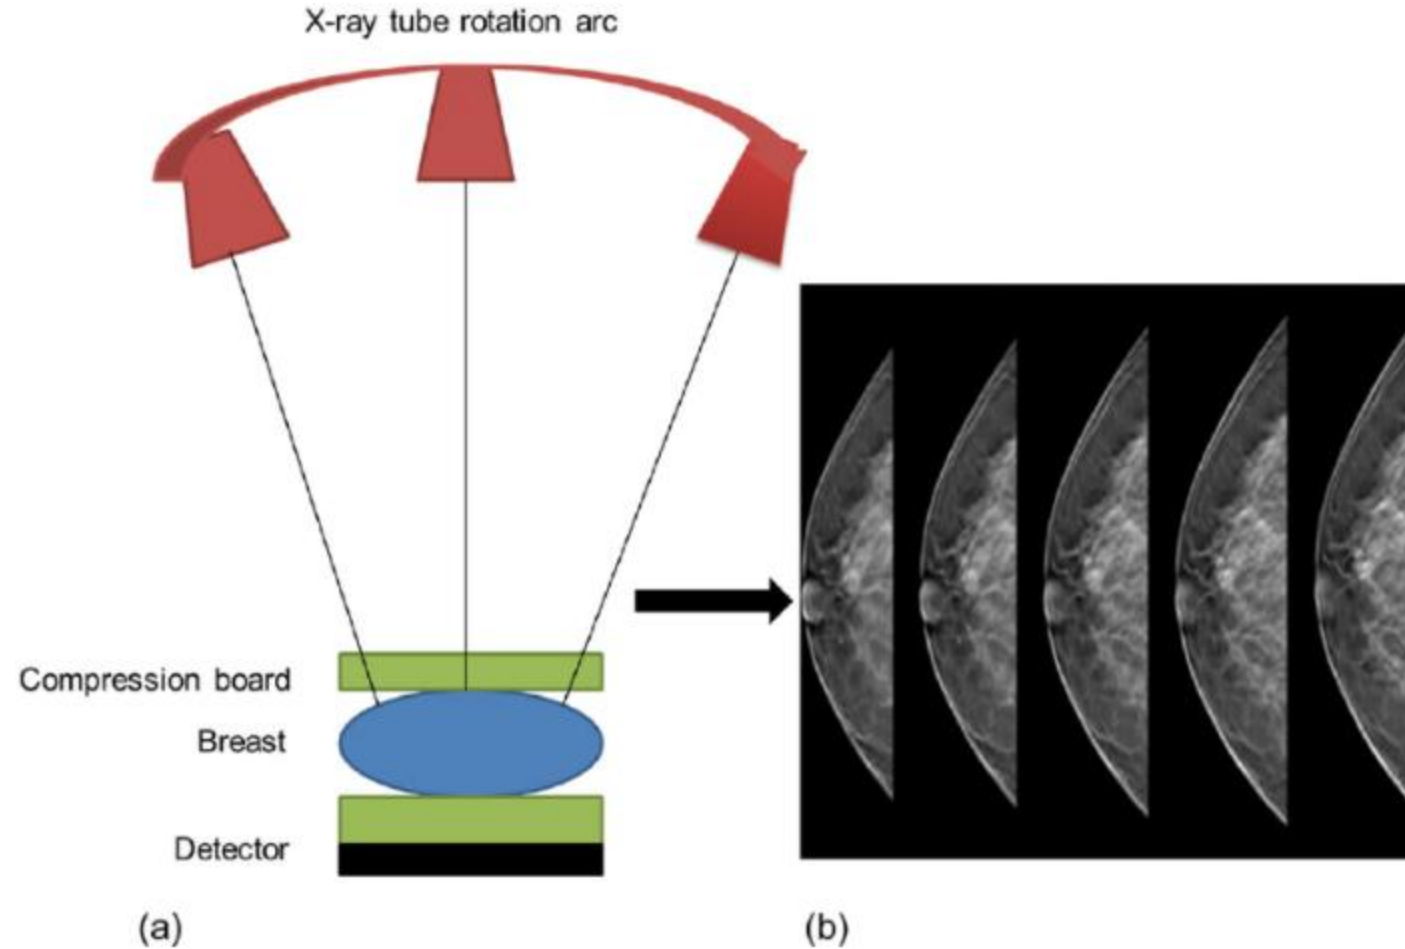 X-ray tube rotation arc
Compression board
Breast
Detector
(a)
(b)